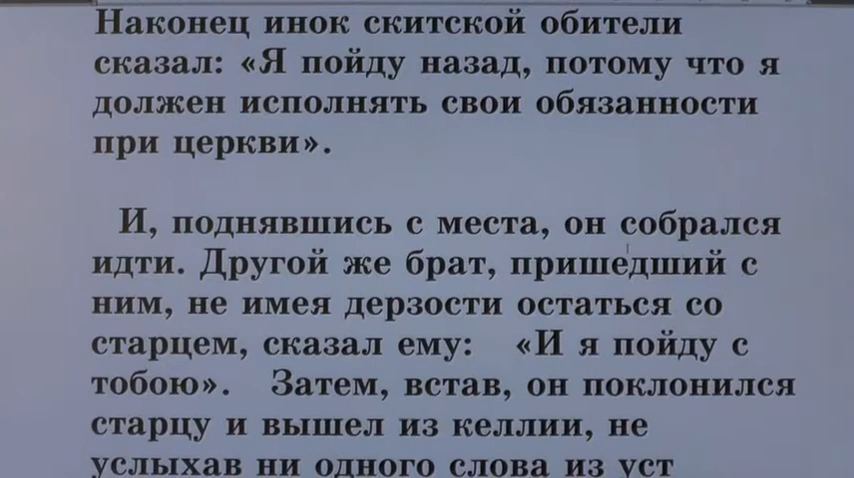 Наконец инок скитской обители
сказал: «Я пойду назад, потому что я
должен исполнять свои обязанности
при церкви».
И, поднявшись с места, он собрался
идти. Другой же брат, пришедший с
ним, не имея дерзости остаться со
старцем, сказал ему: «И я пойду с
тобою». Затем, встав, он поклонился
старцу и вышел из келлии, не
услыхав ни одного слова из уст